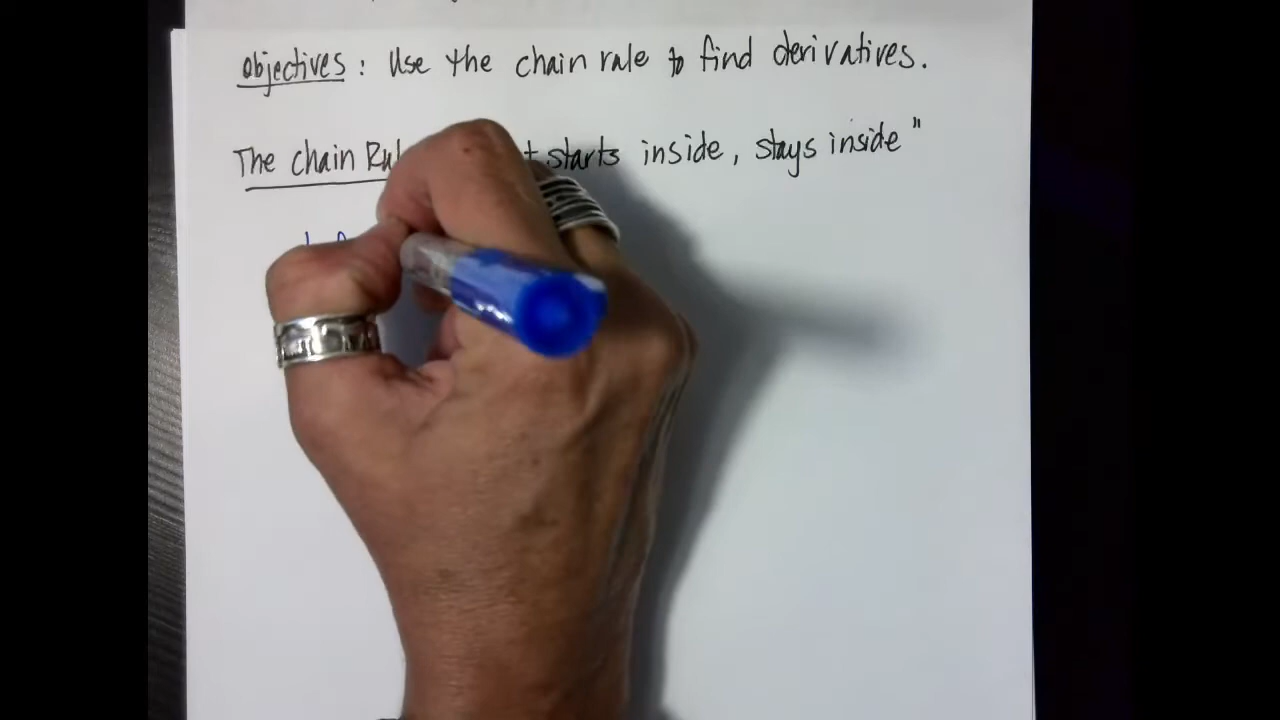 objectives : Use the chain rule to find derivatives.
The chain starts inside, stays inside"